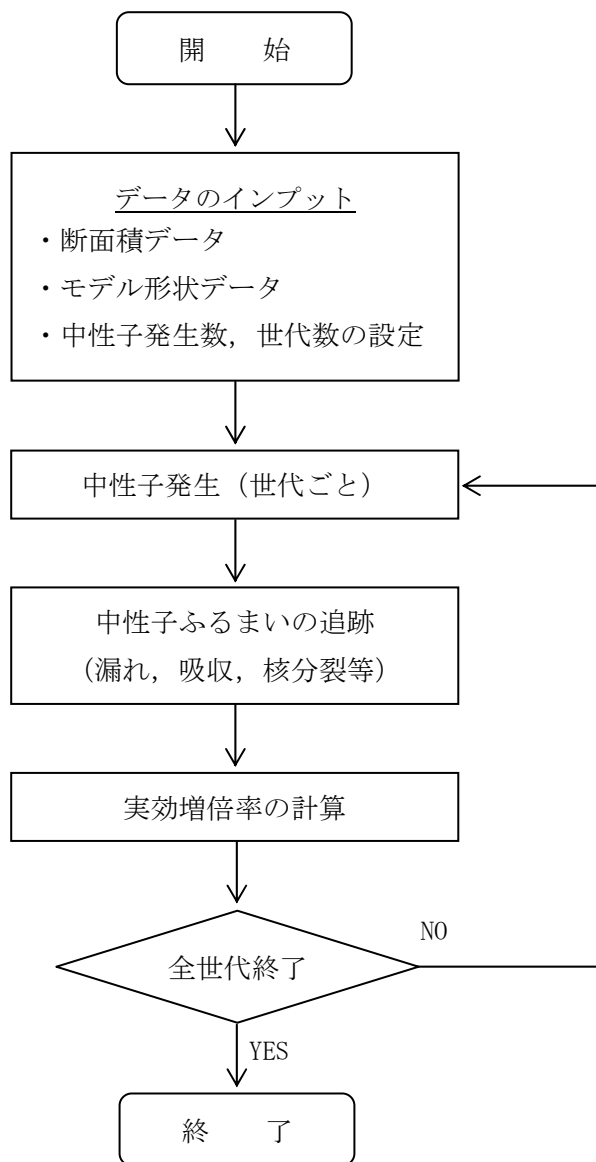 開　　始
データのインプット
・断面積データ
・モデル形状データ
・中性子発生数，世代数の設定
中性子発生（世代ごと）
中性子ふるまいの追跡
（漏れ，吸収，核分裂等）
実効増倍率の計算
全世代終了
NO
YES
終　　了